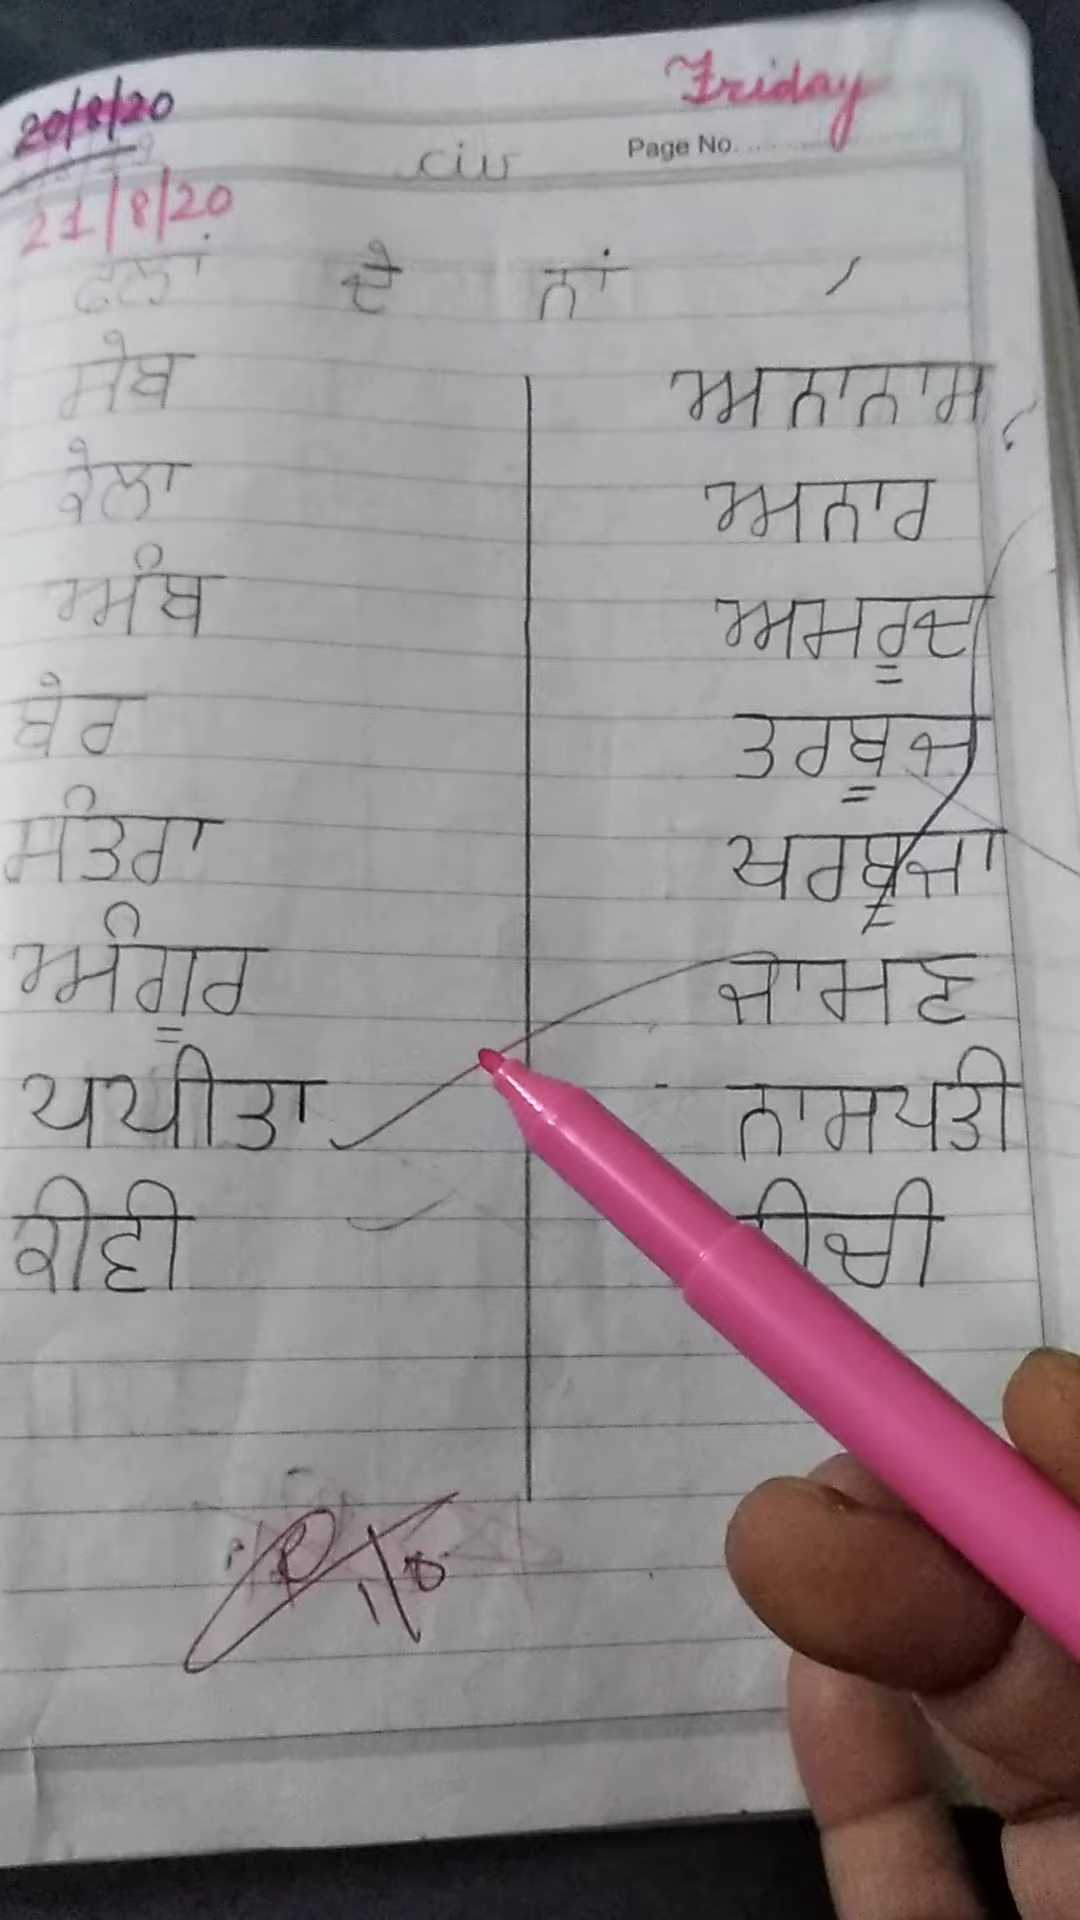 20/8/20 Friday
c.w Page No.
21/8/20
ਫਲਾਂ ਦੇ ਨਾਂ
ਸੇਬ ਅਨਾਨਾਸ
ਕੇਲਾ ਅਨਾਰ
ਅੰਬ ਅਮਰੂਦ
ਬੇਰ ਤਰਬੂਜ
ਸੰਤਰਾ ਖਰਬੂਜਾ
ਅੰਗੂਰ ਜਾਮਣ
ਪਪੀਤਾ ਨਾਸਪਤੀ
ਕੀਵੀ ੀਚੀ